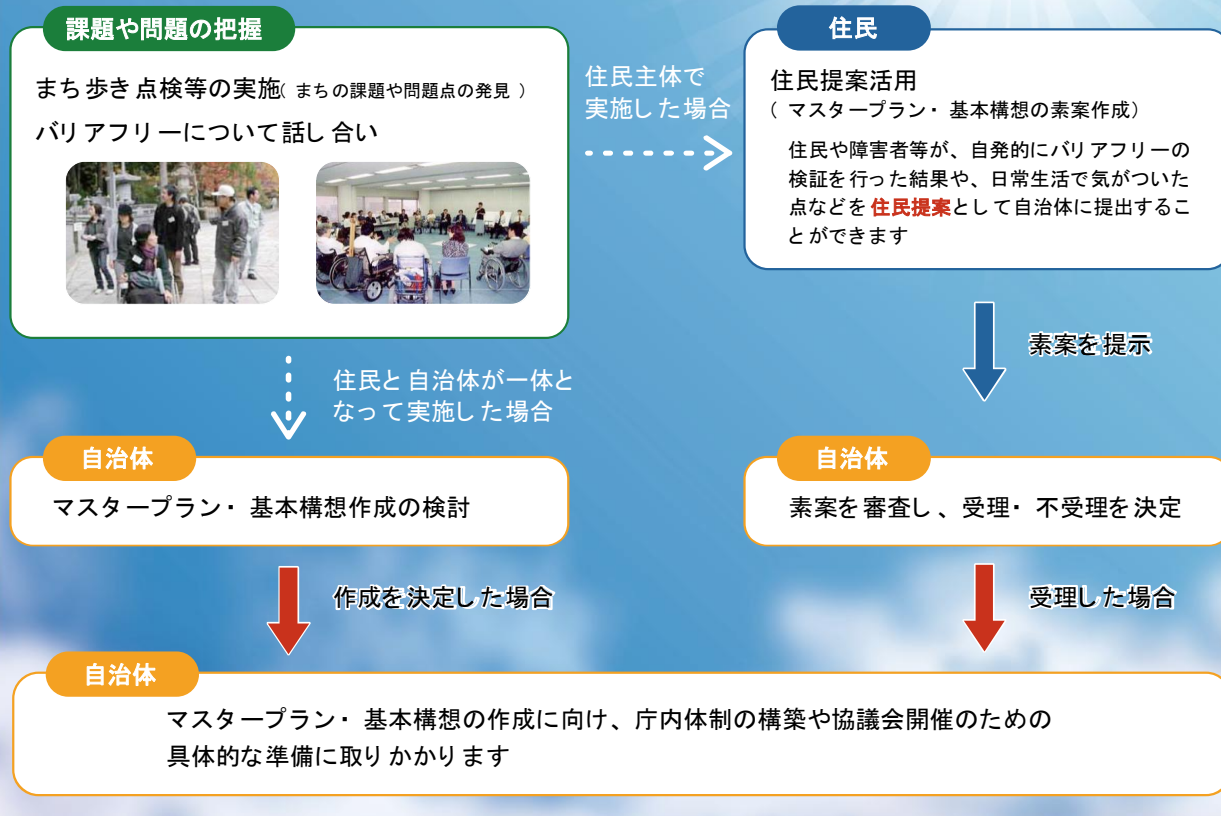 課題や問題の把握
まち歩き点検等の実施（まちの課題や問題点の発見）
バリアフリーについて話し合い
住民主体で
実施した場合
住民
住民提案活用
（マスタープラン・基本構想の素案作成）
住民や障害者等が、自発的にバリアフリーの
検証を行った結果や、日常生活で気がついた
点などを住民提案として自治体に提出するこ
とができます
住民と自治体が一体と
なって実施した場合
素案を提示
自治体
マスタープラン・基本構想作成の検討
自治体
素案を審査し、受理・不受理を決定
作成を決定した場合
受理した場合
自治体
マスタープラン・基本構想の作成に向け、庁内体制の構築や協議会開催のための
具体的な準備に取りかかります